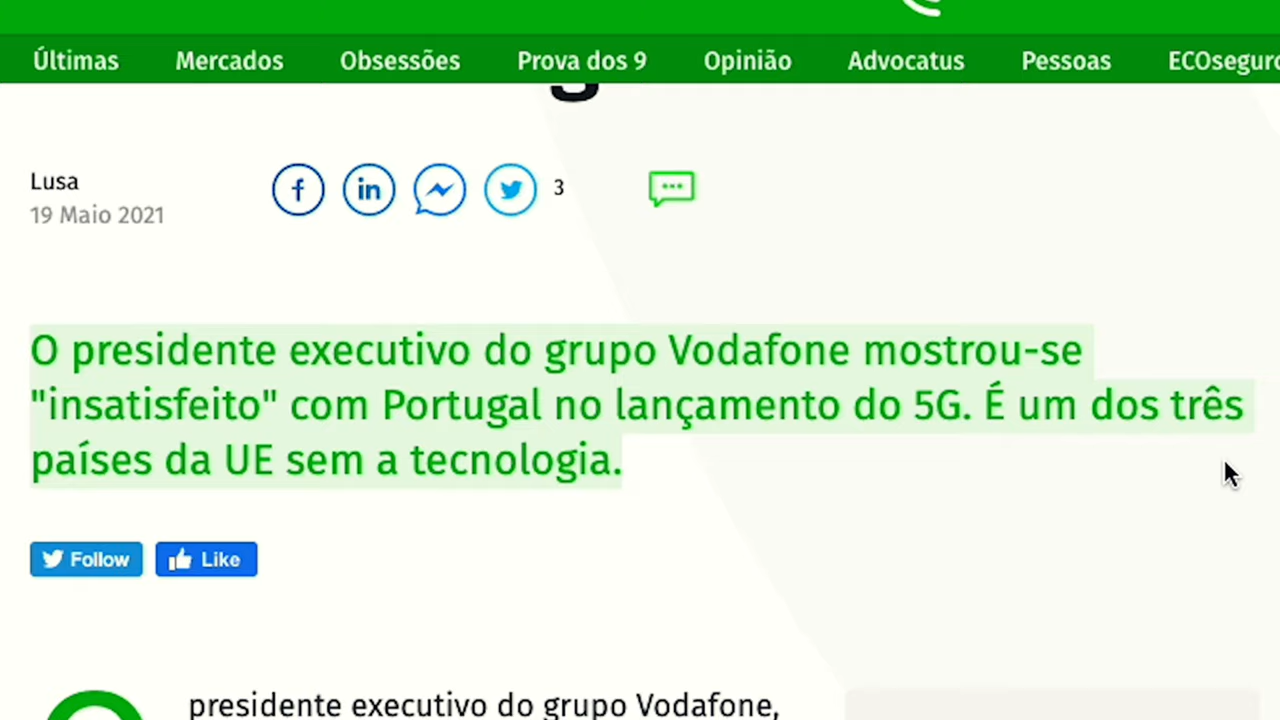 Últimas Mercados Obsessões Prova dos 9 Opinião Advocatus Pessoas ECOseguro
Lusa
19 Maio 2021
3
O presidente executivo do grupo Vodafone mostrou-se
"insatisfeito" com Portugal no lançamento do 5G. É um dos três
países da UE sem a tecnologia.
Follow Like
presidente executivo do grupo Vodafone,